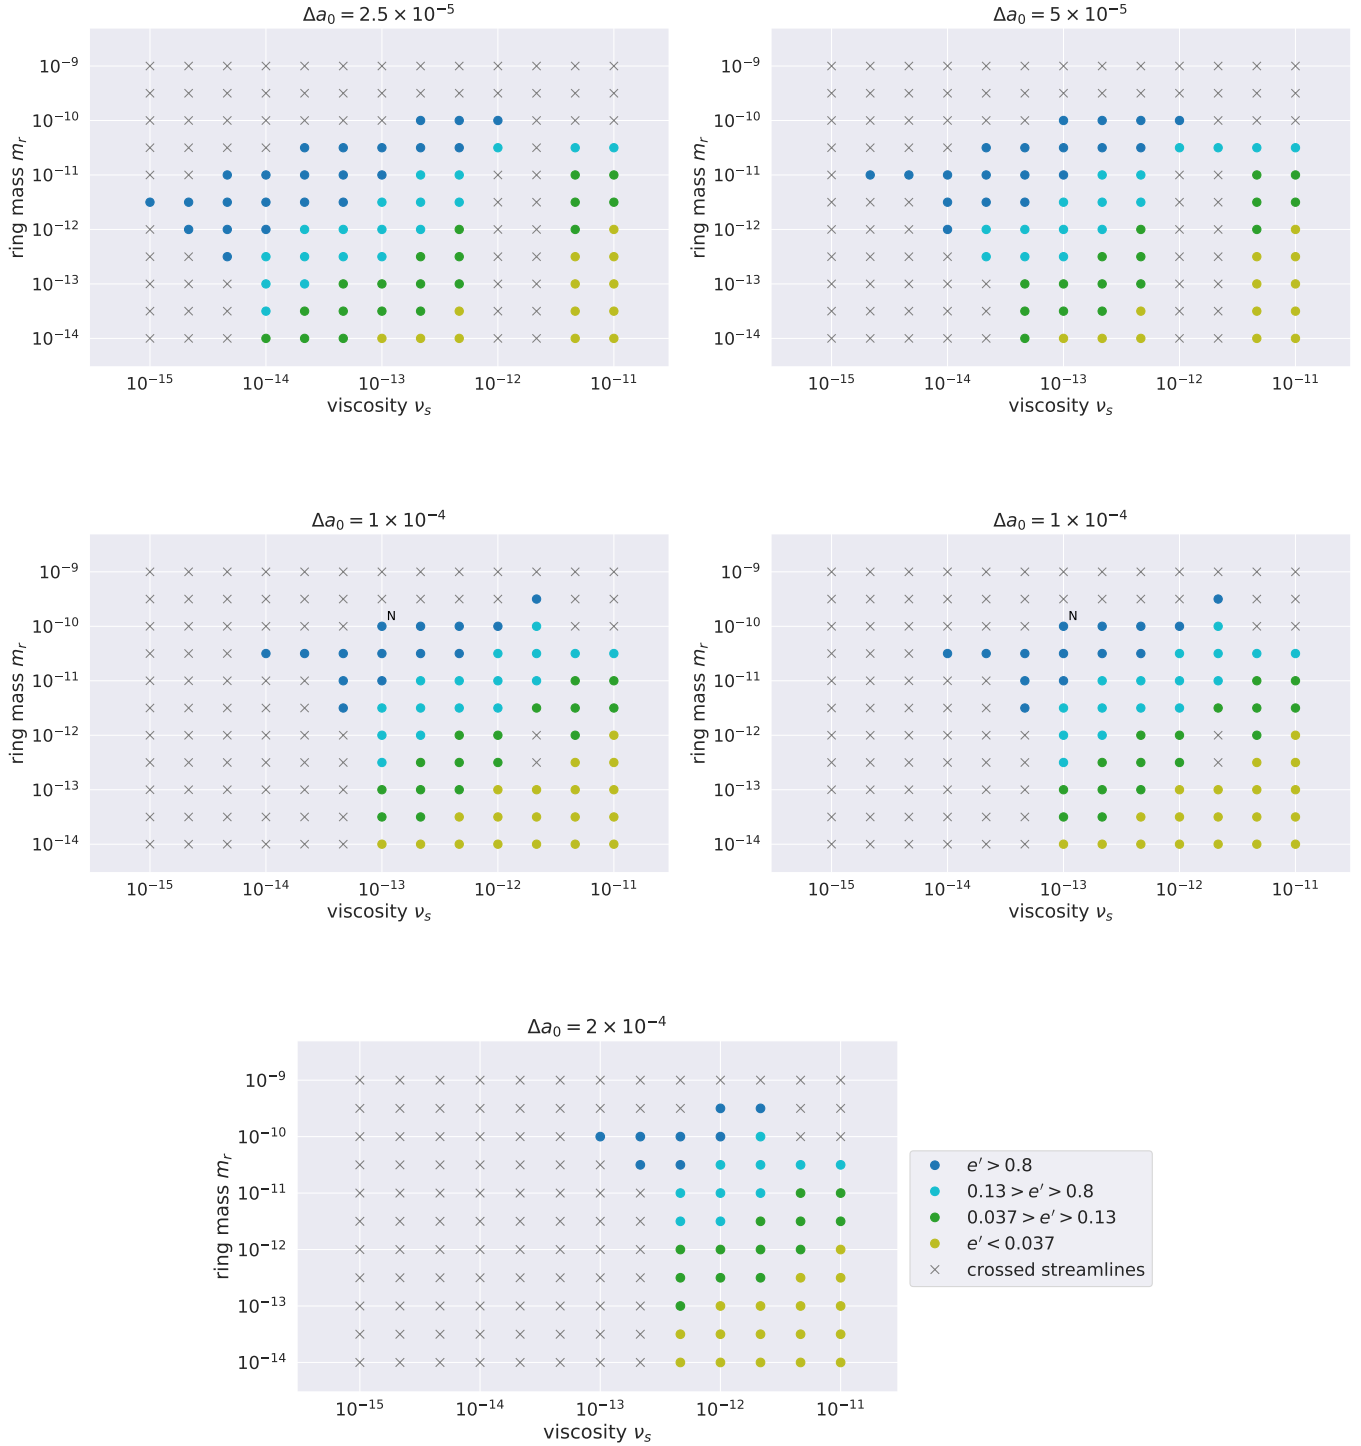 Δa₀ = 2.5 × 10⁻⁵
ring mass mᵣ
10⁻⁹
10⁻¹⁰
10⁻¹¹
10⁻¹²
10⁻¹³
10⁻¹⁴
10⁻¹⁵ 10⁻¹⁴ 10⁻¹³ 10⁻¹² 10⁻¹¹
viscosity νₛ
Δa₀ = 5 × 10⁻⁵
ring mass mᵣ
10⁻⁹
10⁻¹⁰
10⁻¹¹
10⁻¹²
10⁻¹³
10⁻¹⁴
10⁻¹⁵ 10⁻¹⁴ 10⁻¹³ 10⁻¹² 10⁻¹¹
viscosity νₛ
Δa₀ = 1 × 10⁻⁴
ring mass mᵣ
10⁻⁹
N
10⁻¹⁰
10⁻¹¹
10⁻¹²
10⁻¹³
10⁻¹⁴
10⁻¹⁵ 10⁻¹⁴ 10⁻¹³ 10⁻¹² 10⁻¹¹
viscosity νₛ
Δa₀ = 1 × 10⁻⁴
ring mass mᵣ
10⁻⁹
N
10⁻¹⁰
10⁻¹¹
10⁻¹²
10⁻¹³
10⁻¹⁴
10⁻¹⁵ 10⁻¹⁴ 10⁻¹³ 10⁻¹² 10⁻¹¹
viscosity νₛ
Δa₀ = 2 × 10⁻⁴
ring mass mᵣ
10⁻⁹
10⁻¹⁰
10⁻¹¹
10⁻¹²
10⁻¹³
10⁻¹⁴
10⁻¹⁵ 10⁻¹⁴ 10⁻¹³ 10⁻¹² 10⁻¹¹
viscosity νₛ
e′ > 0.8
0.13 > e′ > 0.8
0.037 > e′ > 0.13
e′ < 0.037
crossed streamlines